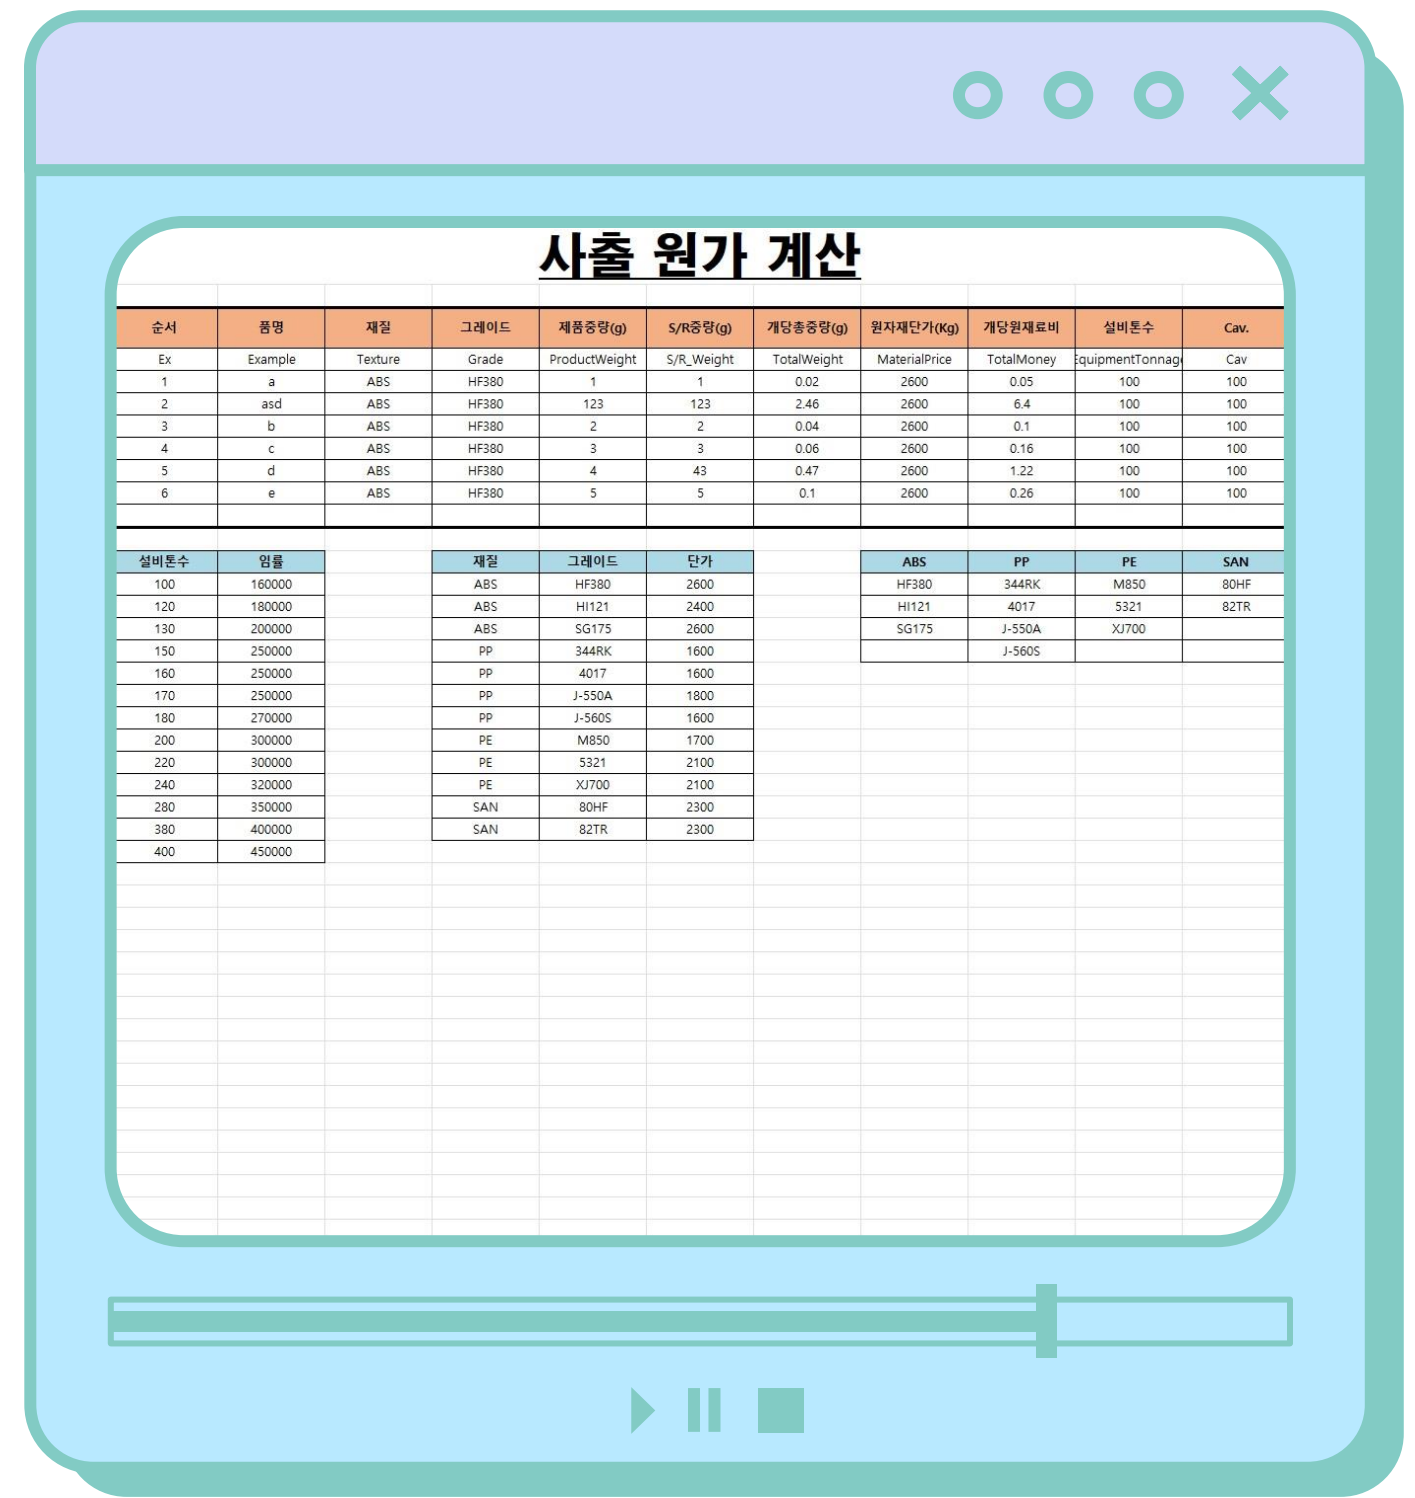 사출 원가 계산
순서 품명 재질 그레이드 제품중량(g) S/R중량(g) 개당총중량(g) 원자재단가(Kg) 개당원재료비 설비톤수 Cav.
Ex Example Texture Grade ProductWeight S/R_Weight TotalWeight MaterialPrice TotalMoney EquipmentTonnage Cav
1 a ABS HF380 1 1 0.02 2600 0.05 100 100
2 asd ABS HF380 123 123 2.46 2600 6.4 100 100
3 b ABS HF380 2 2 0.04 2600 0.1 100 100
4 c ABS HF380 3 3 0.06 2600 0.16 100 100
5 d ABS HF380 4 43 0.47 2600 1.22 100 100
6 e ABS HF380 5 5 0.1 2600 0.26 100 100
설비톤수 임률 재질 그레이드 단가 ABS PP PE SAN
100 160000 ABS HF380 2600 HF380 344RK M850 80HF
120 180000 ABS HI121 2400 HI121 4017 5321 82TR
130 200000 ABS SG175 2600 SG175 J-550A XJ700
150 250000 PP 344RK 1600 J-560S
160 250000 PP 4017 1600
170 250000 PP J-550A 1800
180 270000 PP J-560S 1600
200 300000 PE M850 1700
220 300000 PE 5321 2100
240 320000 PE XJ700 2100
280 350000 SAN 80HF 2300
380 400000 SAN 82TR 2300
400 450000